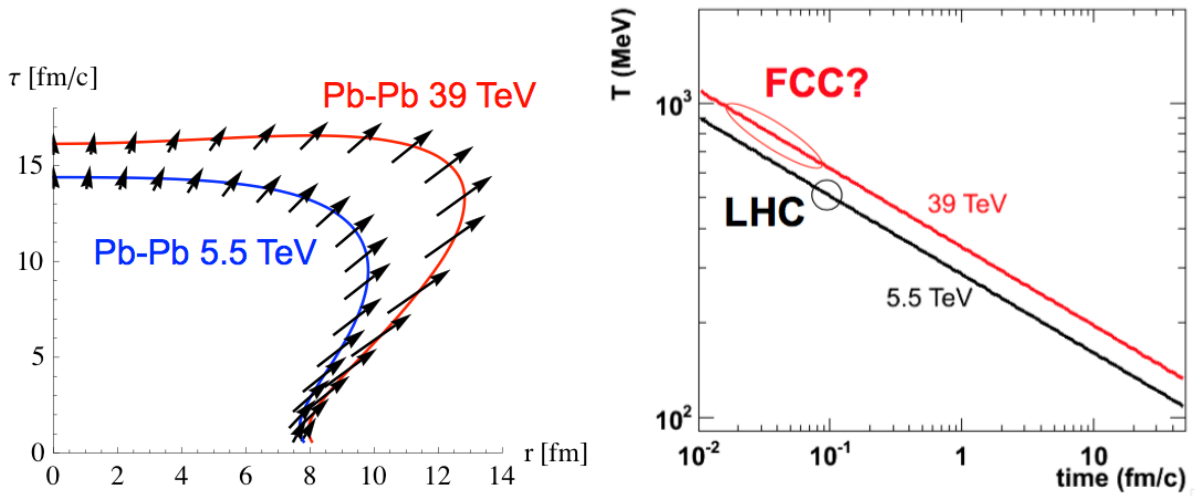 τ [fm/c]
Pb-Pb 39 TeV
15
Pb-Pb 5.5 TeV
10
5
0
0 2 4 6 8 10 12 14
r [fm]
T (MeV)
10³
10²
FCC?
LHC
39 TeV
5.5 TeV
10⁻² 10⁻¹ 1 10
time (fm/c)